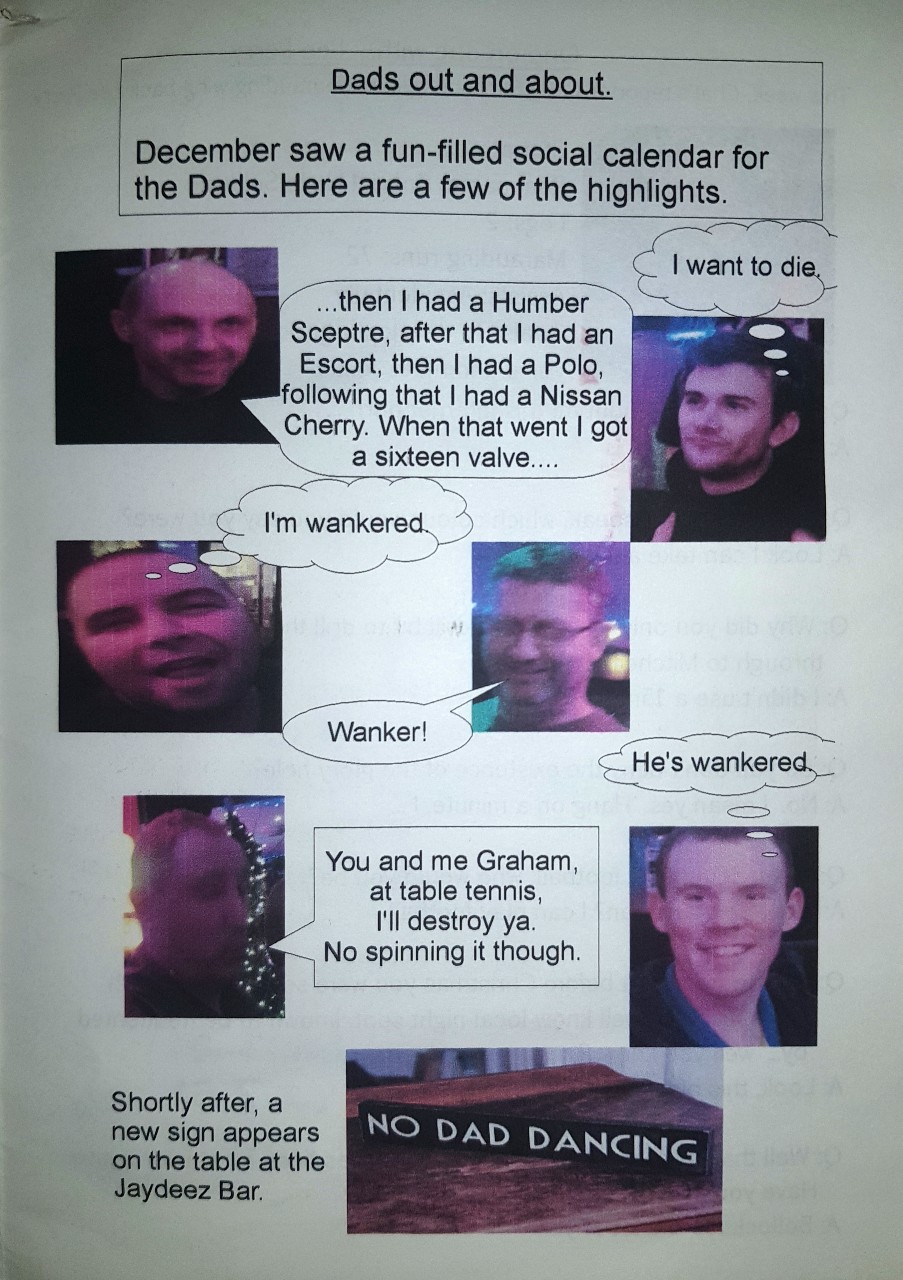 Dads out and about.
December saw a fun-filled social calendar for
the Dads. Here are a few of the highlights.
...then I had a Humber
Sceptre, after that I had an
Escort, then I had a Polo,
following that I had a Nissan
Cherry. When that went I got
a sixteen valve....
I want to die.
I'm wankered.
Wanker!
He's wankered.
You and me Graham,
at table tennis,
I'll destroy ya.
No spinning it though.
Shortly after, a
new sign appears
on the table at the
Jaydeez Bar.
NO DAD DANCING